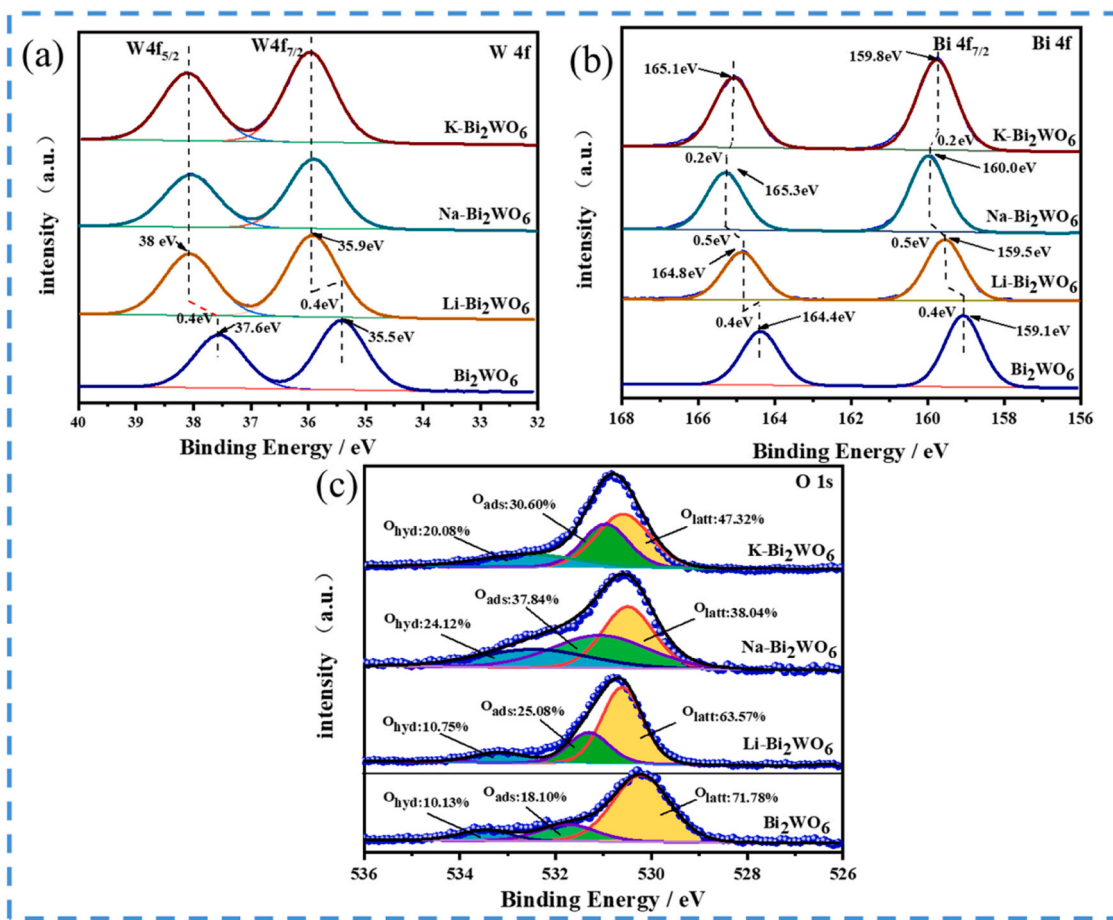 (a)
W4f5/2
W4f7/2
W 4f
K-Bi2WO6
Na-Bi2WO6
38 eV
35.9eV
Li-Bi2WO6
0.4eV
0.4eV
37.6eV
35.5eV
Bi2WO6
intensity （a.u.）
40 39 38 37 36 35 34 33 32
Binding Energy / eV
(b)
165.1eV
159.8eV
Bi 4f7/2
Bi 4f
K-Bi2WO6
0.2eV
0.2eV
165.3eV
160.0eV
Na-Bi2WO6
0.5eV
0.5eV
164.8eV
159.5eV
Li-Bi2WO6
0.4eV
0.4eV
164.4eV
159.1eV
Bi2WO6
intensity （a.u.）
168 166 164 162 160 158 156
Binding Energy / eV
(c)
O 1s
Oads:30.60%
Ohyd:20.08%
Olatt:47.32%
K-Bi2WO6
Oads:37.84%
Ohyd:24.12%
Olatt:38.04%
Na-Bi2WO6
Oads:25.08%
Ohyd:10.75%
Olatt:63.57%
Li-Bi2WO6
Ohyd:10.13%
Oads:18.10%
Olatt:71.78%
Bi2WO6
intensity （a.u.）
536 534 532 530 528 526
Binding Energy / eV